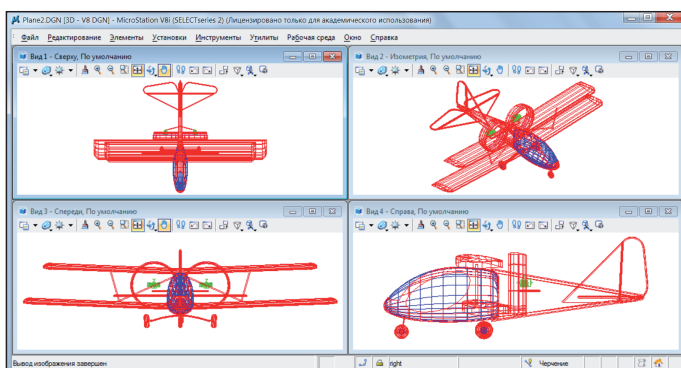 Plane2.DGN [3D - V8 DGN] - MicroStation V8i (SELECTseries 2) (Лицензировано только для академического использования)
Файл Редактирование Элементы Установки Инструменты Утилиты Рабочая среда Окно Справка
Вид 1 - Сверху, По умолчанию
Вид 2 - Изометрия, По умолчанию
Вид 3 - Спереди, По умолчанию
Вид 4 - Справа, По умолчанию
Вывод изображения завершен
right
Черчение